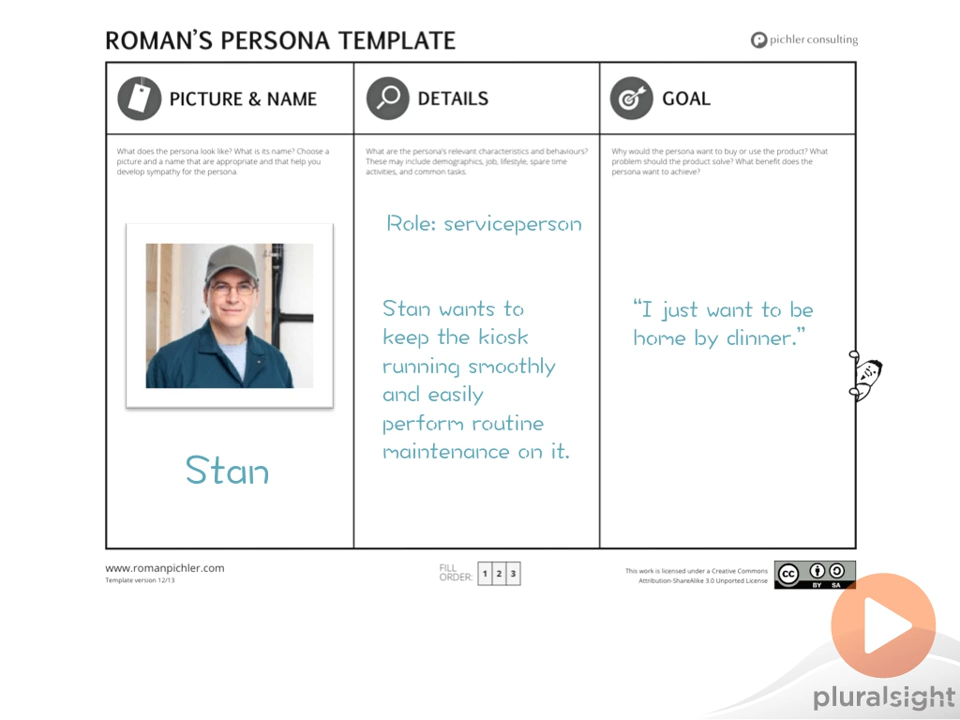 ROMAN'S PERSONA TEMPLATE
pichler consulting
PICTURE & NAME
DETAILS
GOAL
What does the persona look like? What is its name? Choose a
picture and a name that are appropriate and that help you
develop sympathy for the persona.
What are the persona's relevant characteristics and behaviours?
These may include demographics, job, lifestyle, spare time
activities, and common tasks.
Why would the persona want to buy or use the product? What
problem should the product solve? What benefit does the
persona want to achieve?
Role: serviceperson
Stan wants to
keep the kiosk
running smoothly
and easily
perform routine
maintenance on it.
“I just want to be
home by dinner.”
Stan
www.romanpichler.com
Template version 12/13
FILL
ORDER:
1 2 3
This work is licensed under a Creative Commons
Attribution-ShareAlike 3.0 Unported License
cc
BY SA
pluralsight